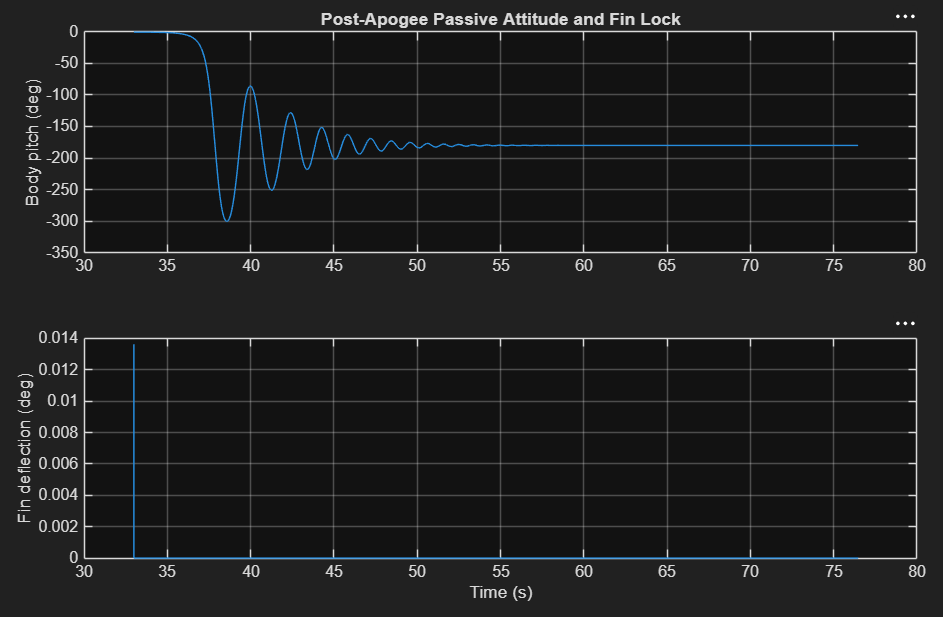 Post-Apogee Passive Attitude and Fin Lock
0
-50
-100
-150
-200
-250
-300
-350
Body pitch (deg)
30 35 40 45 50 55 60 65 70 75 80
0.014
0.012
0.01
0.008
0.006
0.004
0.002
0
Fin deflection (deg)
30 35 40 45 50 55 60 65 70 75 80
Time (s)